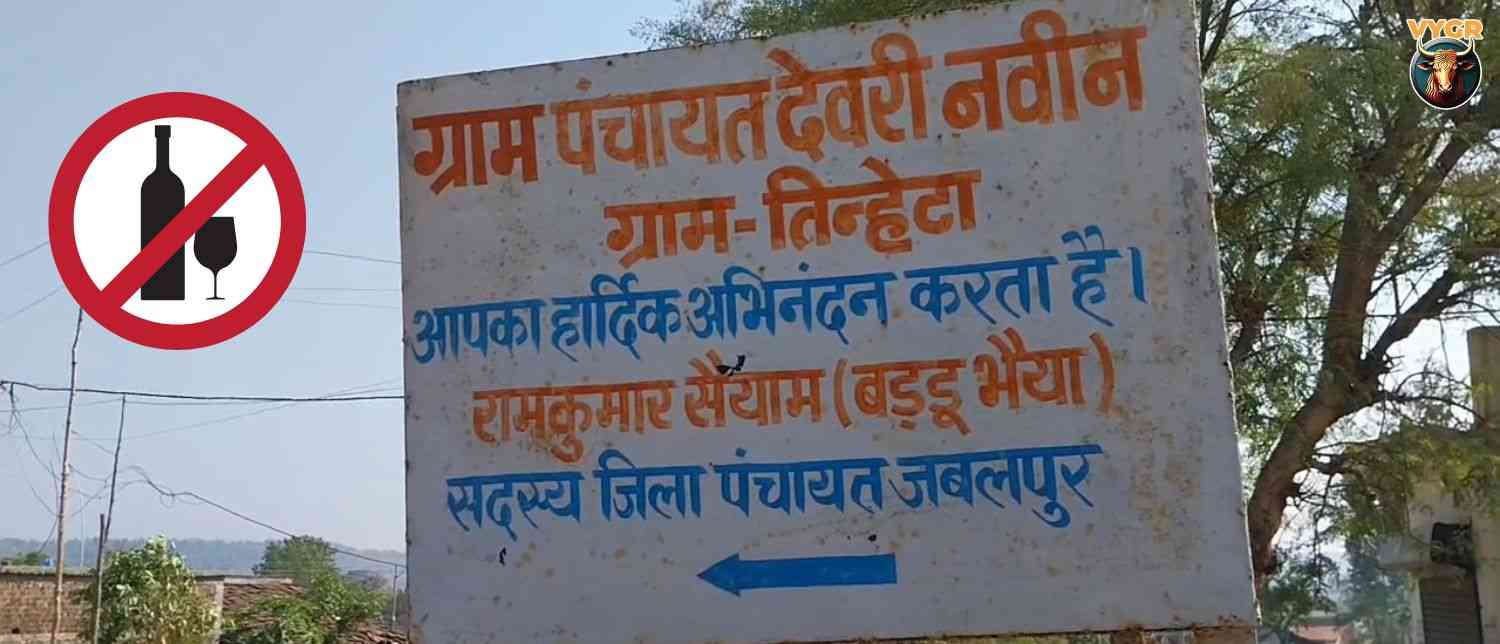 VYGR
ग्राम पंचायत देवरी नवीन
ग्राम-तिन्हेटा
आपका हार्दिक अभिनंदन करता है।
रामकुमार सैयाम (बड्डू भैया)
सदस्य जिला पंचायत जबलपुर